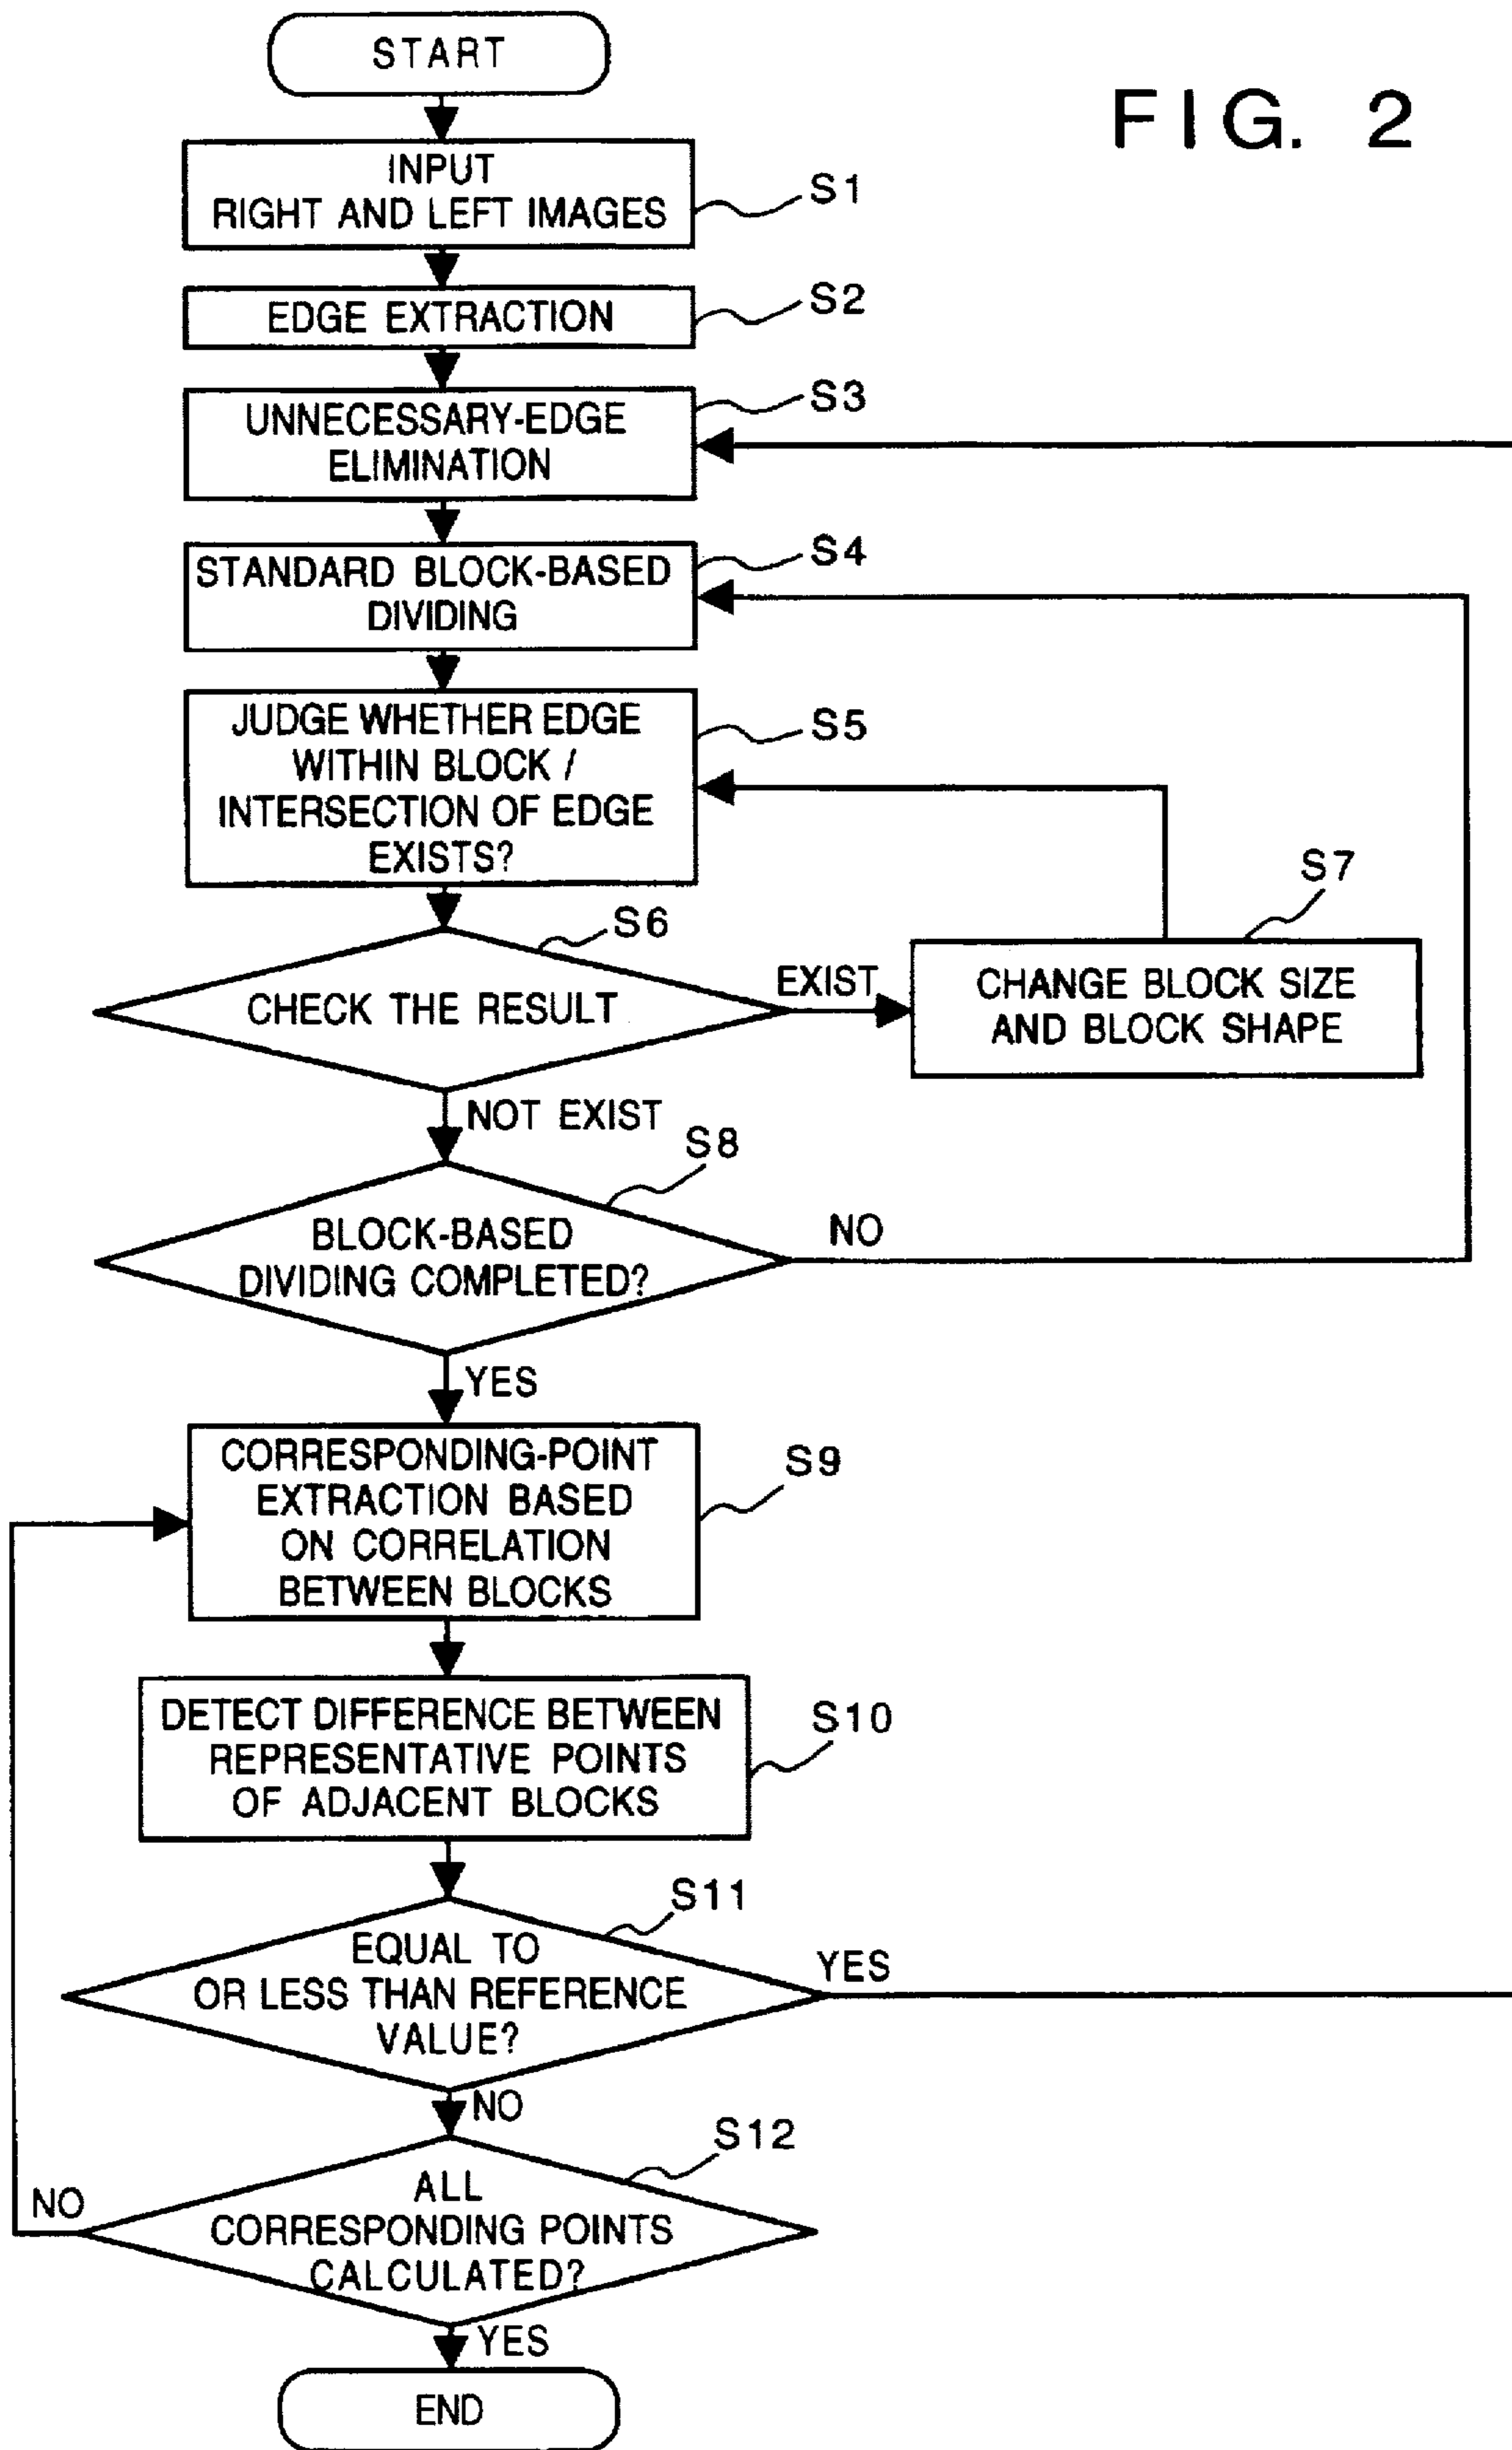 START
FIG. 2
INPUT
RIGHT AND LEFT IMAGES
S1
EDGE EXTRACTION
S2
UNNECESSARY-EDGE
ELIMINATION
S3
STANDARD BLOCK-BASED
DIVIDING
S4
JUDGE WHETHER EDGE
WITHIN BLOCK /
INTERSECTION OF EDGE
EXISTS?
S5
S6
CHECK THE RESULT
EXIST
S7
CHANGE BLOCK SIZE
AND BLOCK SHAPE
NOT EXIST
S8
BLOCK-BASED
DIVIDING COMPLETED?
NO
YES
CORRESPONDING-POINT
EXTRACTION BASED
ON CORRELATION
BETWEEN BLOCKS
S9
DETECT DIFFERENCE BETWEEN
REPRESENTATIVE POINTS
OF ADJACENT BLOCKS
S10
S11
EQUAL TO
OR LESS THAN REFERENCE
VALUE?
YES
NO
S12
ALL
CORRESPONDING POINTS
CALCULATED?
NO
YES
END